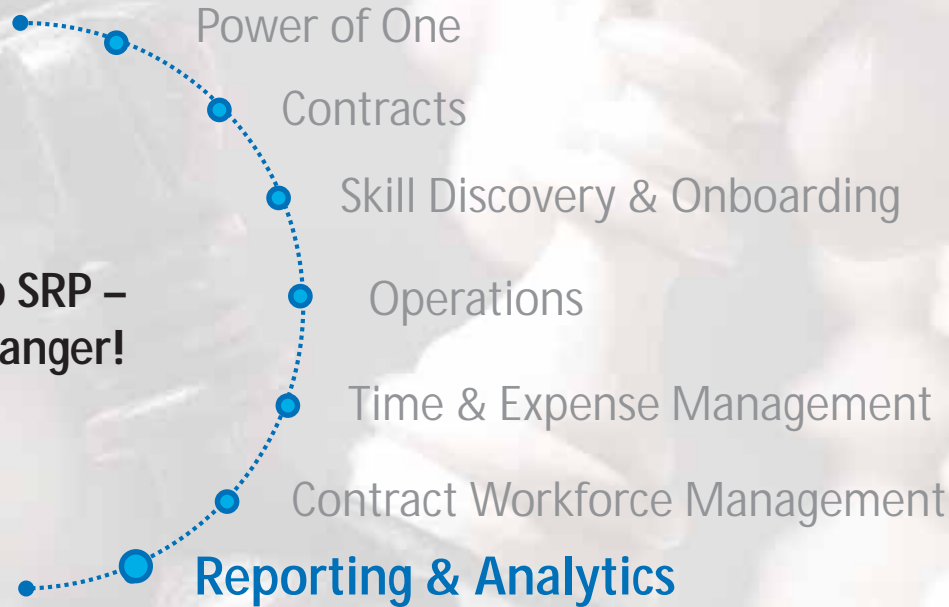 Power of One
Contracts
Skill Discovery & Onboarding
SRP –
Operations
anger!
Time & Expense Management
Contract Workforce Management
Reporting & Analytics